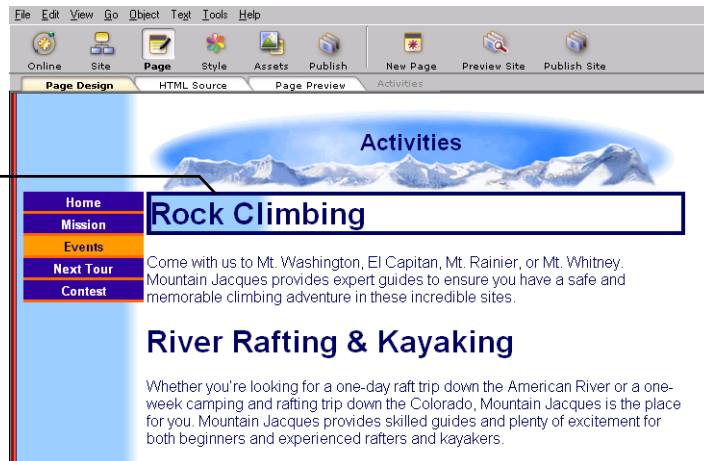 File Edit View Go Object Text Tools Help
Online Site Page Style Assets Publish New Page Preview Site Publish Site
Page Design HTML Source Page Preview Activities
Activities
Home
Mission
Events
Next Tour
Contest
Rock Climbing
Come with us to Mt. Washington, El Capitan, Mt. Rainier, or Mt. Whitney.
Mountain Jacques provides expert guides to ensure you have a safe and
memorable climbing adventure in these incredible sites.
River Rafting & Kayaking
Whether you're looking for a one-day raft trip down the American River or a one-
week camping and rafting trip down the Colorado, Mountain Jacques is the place
for you. Mountain Jacques provides skilled guides and plenty of excitement for
both beginners and experienced rafters and kayakers.